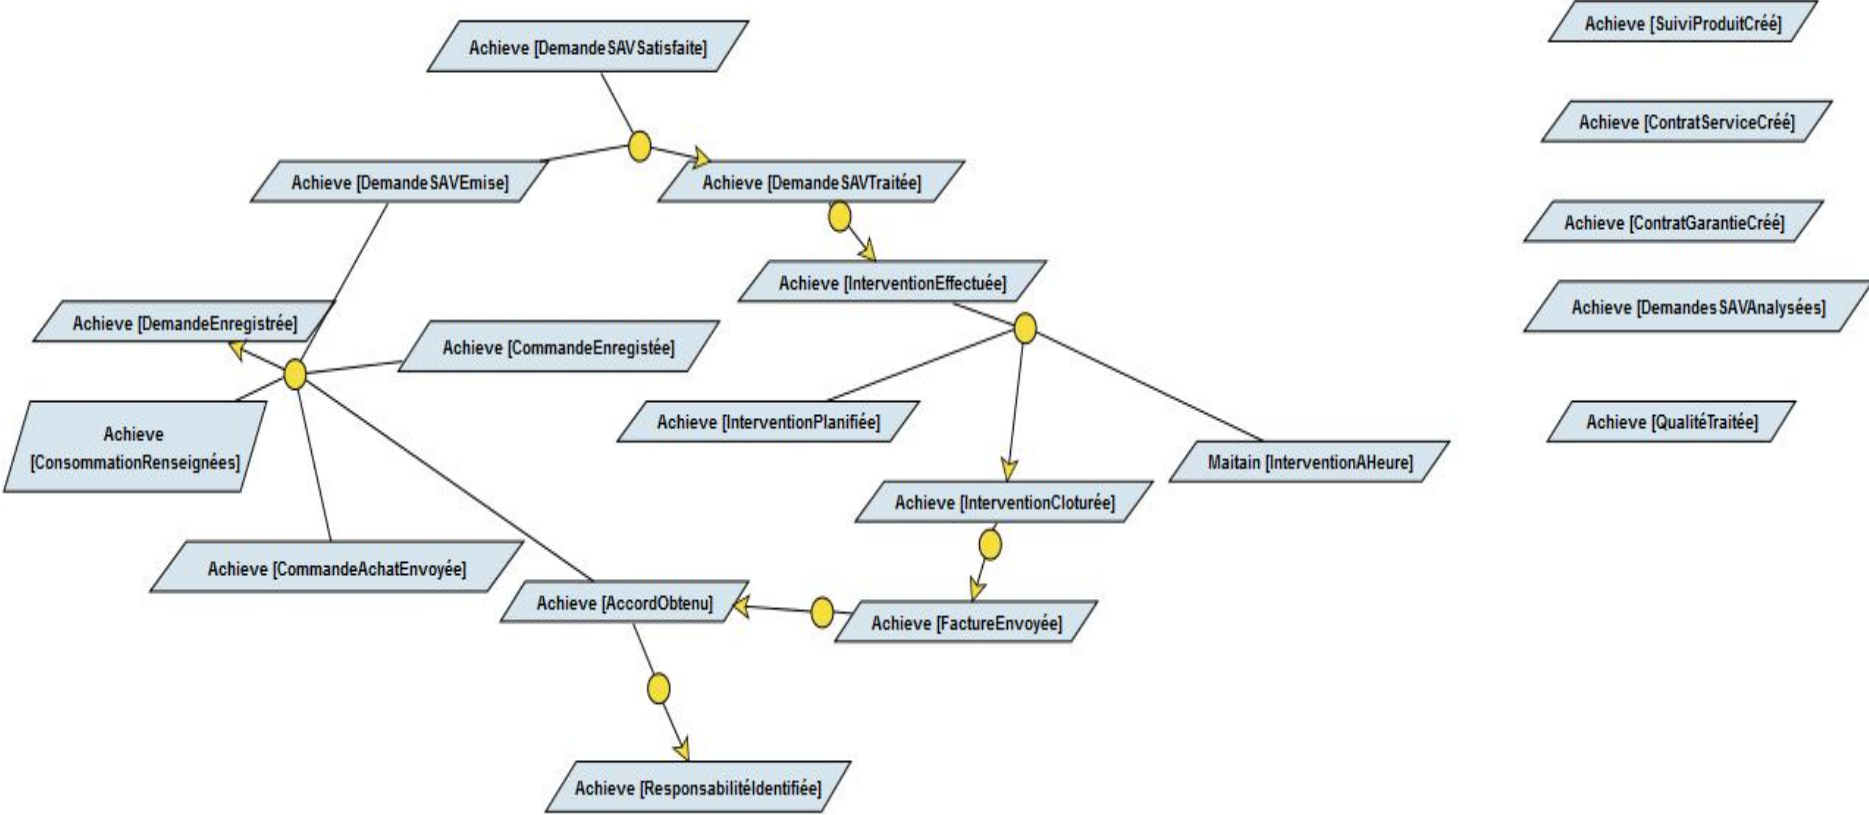 Achieve [DemandeSAVSatisfaite]
Achieve [DemandeSAVEmise]
Achieve [DemandeSAVTraitée]
Achieve [InterventionEffectuée]
Achieve [DemandeEnregistrée]
Achieve [CommandeEnregistée]
Achieve
[ConsommationRenseignées]
Achieve [InterventionPlanifiée]
Maitain [InterventionAHeure]
Achieve [InterventionCloturée]
Achieve [CommandeAchatEnvoyée]
Achieve [AccordObtenu]
Achieve [FactureEnvoyée]
Achieve [ResponsabilitéIdentifiée]
Achieve [SuiviProduitCréé]
Achieve [ContratServiceCréé]
Achieve [ContratGarantieCréé]
Achieve [DemandesSAVAnalysées]
Achieve [QualitéTraitée]